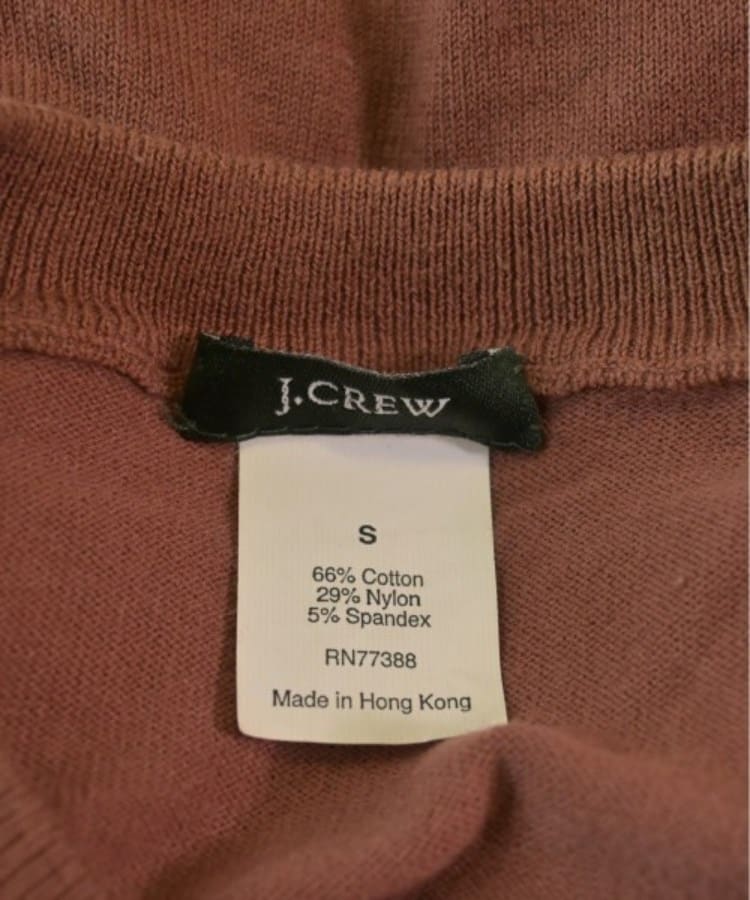 J.CREW
S
66% Cotton
29% Nylon
5% Spandex
RN77388
Made in Hong Kong